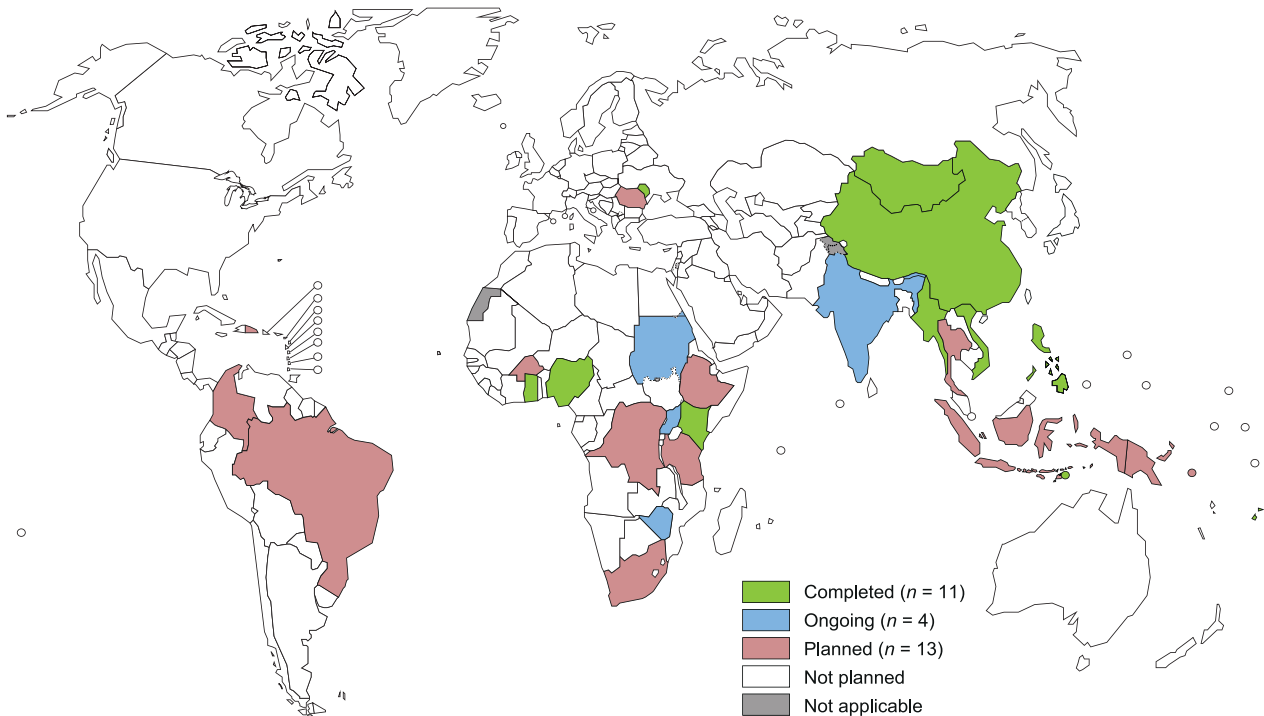 Completed (n = 11)
Ongoing (n = 4)
Planned (n = 13)
Not planned
Not applicable